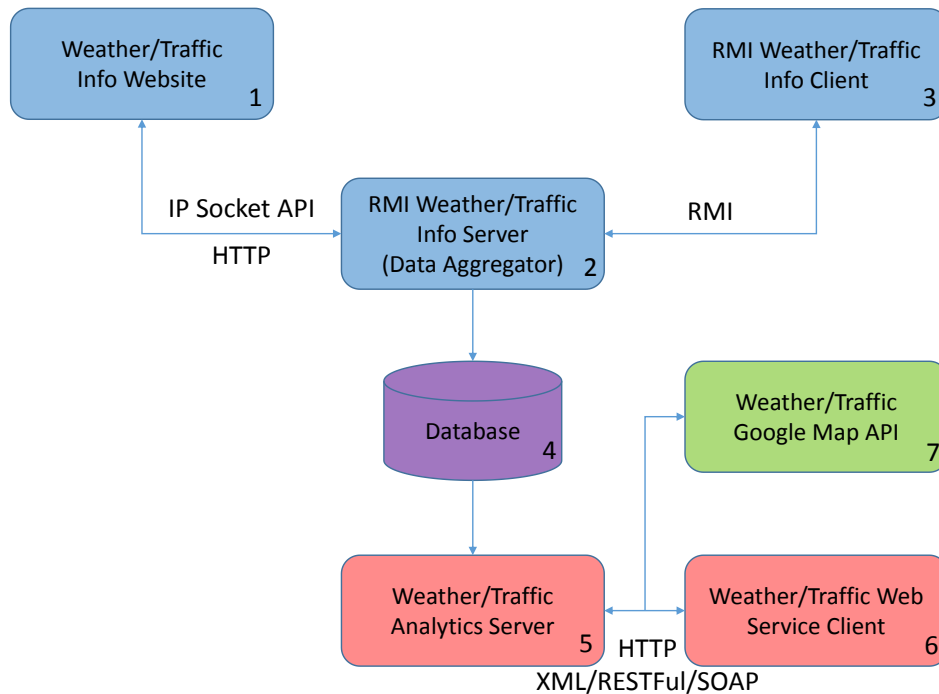 Weather/Traffic
Info Website
1
RMI Weather/Traffic
Info Client
3
IP Socket API
HTTP
RMI Weather/Traffic
Info Server
(Data Aggregator)
2
RMI
Database
4
Weather/Traffic
Google Map API
7
Weather/Traffic
Analytics Server
5
Weather/Traffic Web
Service Client
6
HTTP
XML/RESTFul/SOAP